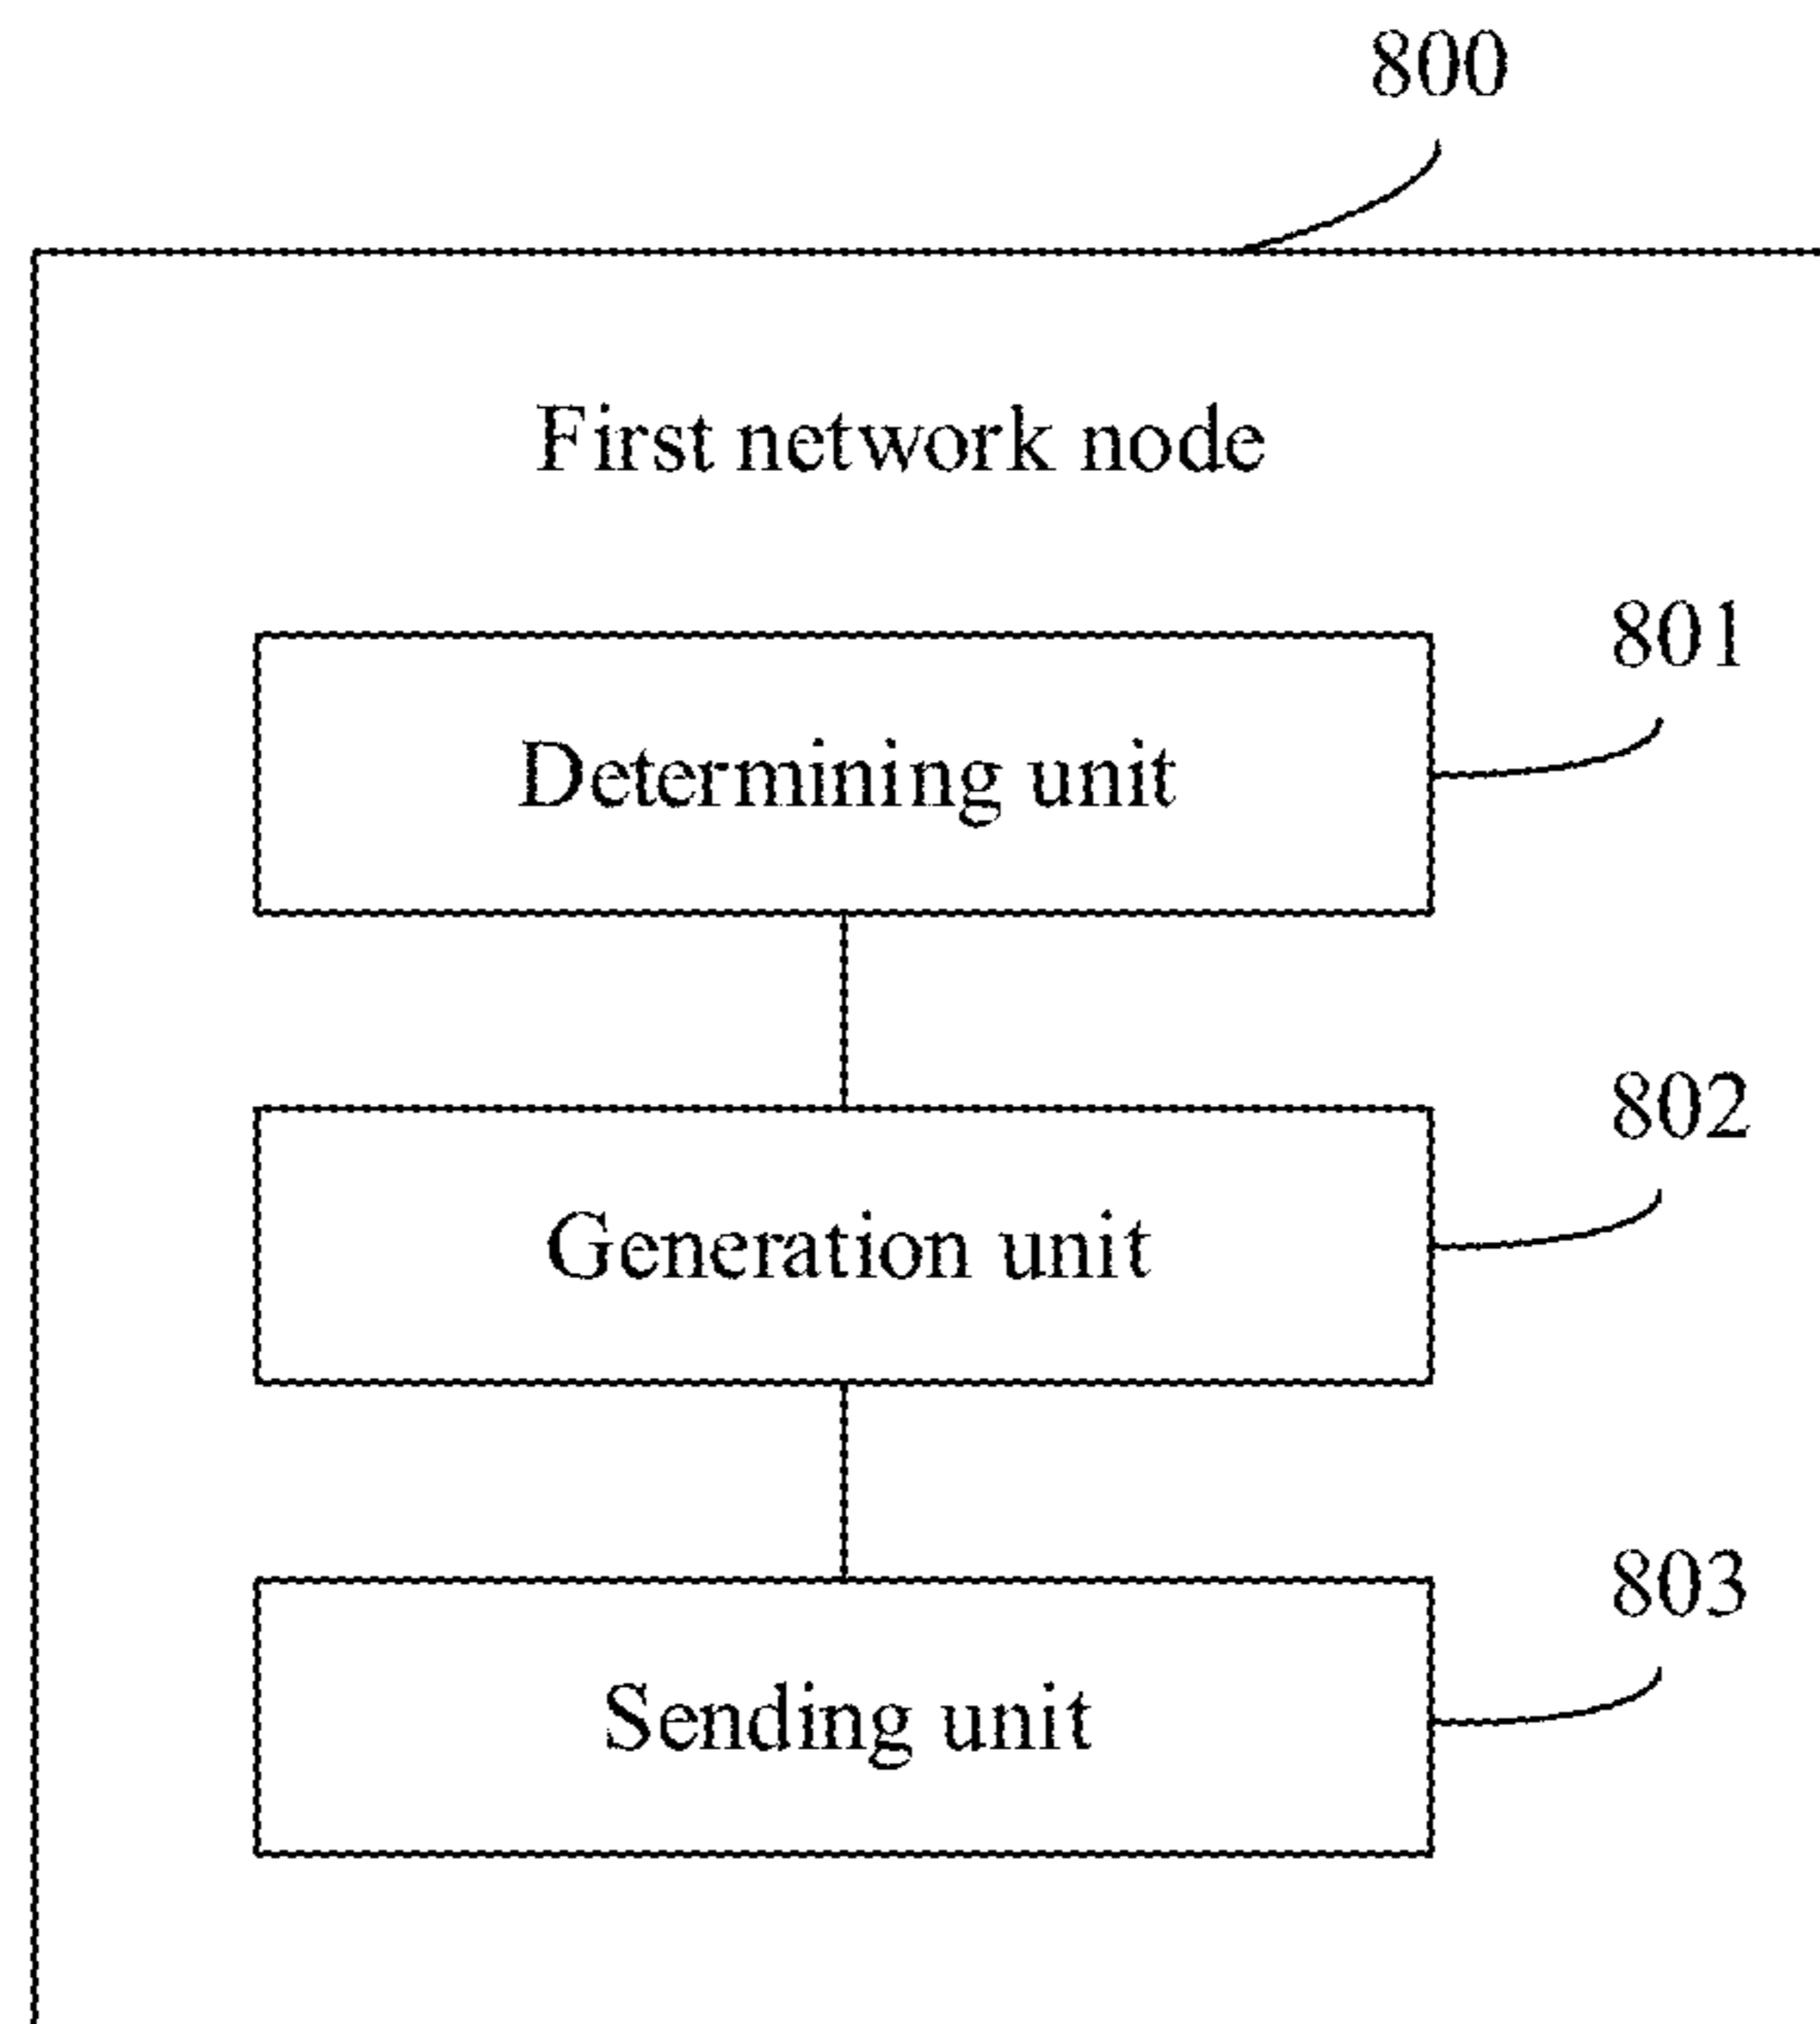 800
First network node
801
Determining unit
802
Generation unit
803
Sending unit